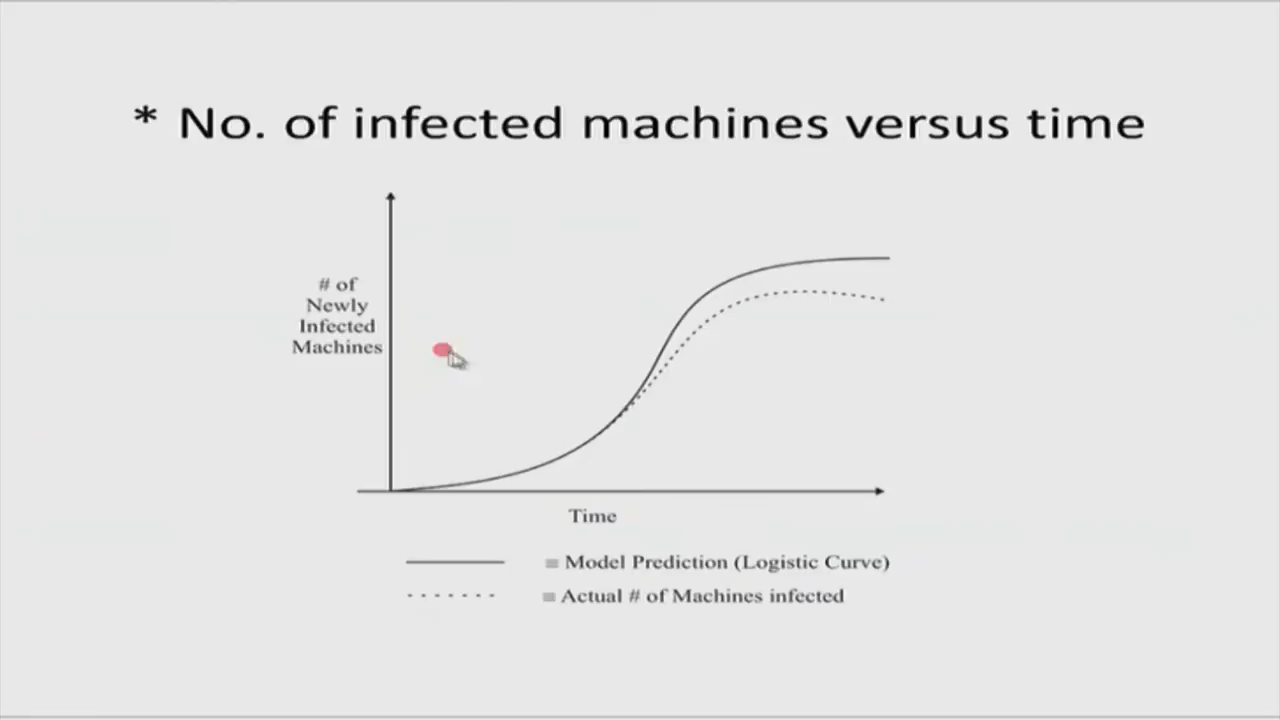 * No. of infected machines versus time
# of
Newly
Infected
Machines
Time
≡ Model Prediction (Logistic Curve)
≡ Actual # of Machines infected